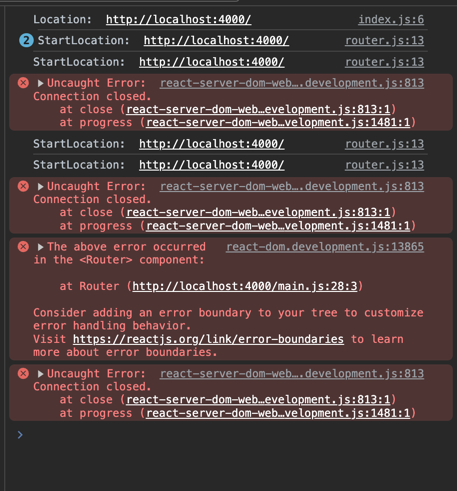 Location: http://localhost:4000/ index.js:6
2 StartLocation: http://localhost:4000/ router.js:13
StartLocation: http://localhost:4000/ router.js:13
Uncaught Error: react-server-dom-web….development.js:813
Connection closed.
at close (react-server-dom-web…evelopment.js:813:1)
at progress (react-server-dom-web…velopment.js:1481:1)
StartLocation: http://localhost:4000/ router.js:13
StartLocation: http://localhost:4000/ router.js:13
Uncaught Error: react-server-dom-web….development.js:813
Connection closed.
at close (react-server-dom-web…evelopment.js:813:1)
at progress (react-server-dom-web…velopment.js:1481:1)
The above error occurred react-dom.development.js:13865
in the <Router> component:
at Router (http://localhost:4000/main.js:28:3)
Consider adding an error boundary to your tree to customize
error handling behavior.
Visit https://reactjs.org/link/error-boundaries to learn
more about error boundaries.
Uncaught Error: react-server-dom-web….development.js:813
Connection closed.
at close (react-server-dom-web…evelopment.js:813:1)
at progress (react-server-dom-web…velopment.js:1481:1)